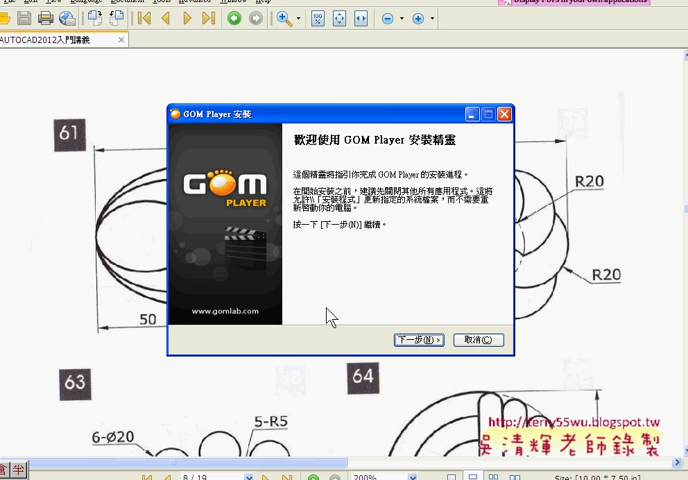 Display PDFs in your own applications
AUTOCAD2012入門講義
GOM Player 安裝
61
歡迎使用 GOM Player 安裝精靈
這個精靈將指引你完成 GOM Player 的安裝進程。
在開始安裝之前，建議先關閉其他所有應用程式。這將
允許\\「安裝程式」更新指定的系統檔案，而不需要重
新啓動你的電腦。
按一下 [下一步(N)] 繼續。
GOM
PLAYER
www.gomlab.com
R20
R20
50
下一步(N) >
取消(C)
63
64
6-Ø20
5-R5
http://terry55wu.blogspot.tw
吳清輝老師錄製
半
8 / 19
200%
Size: [10.00 * 7.50 in]